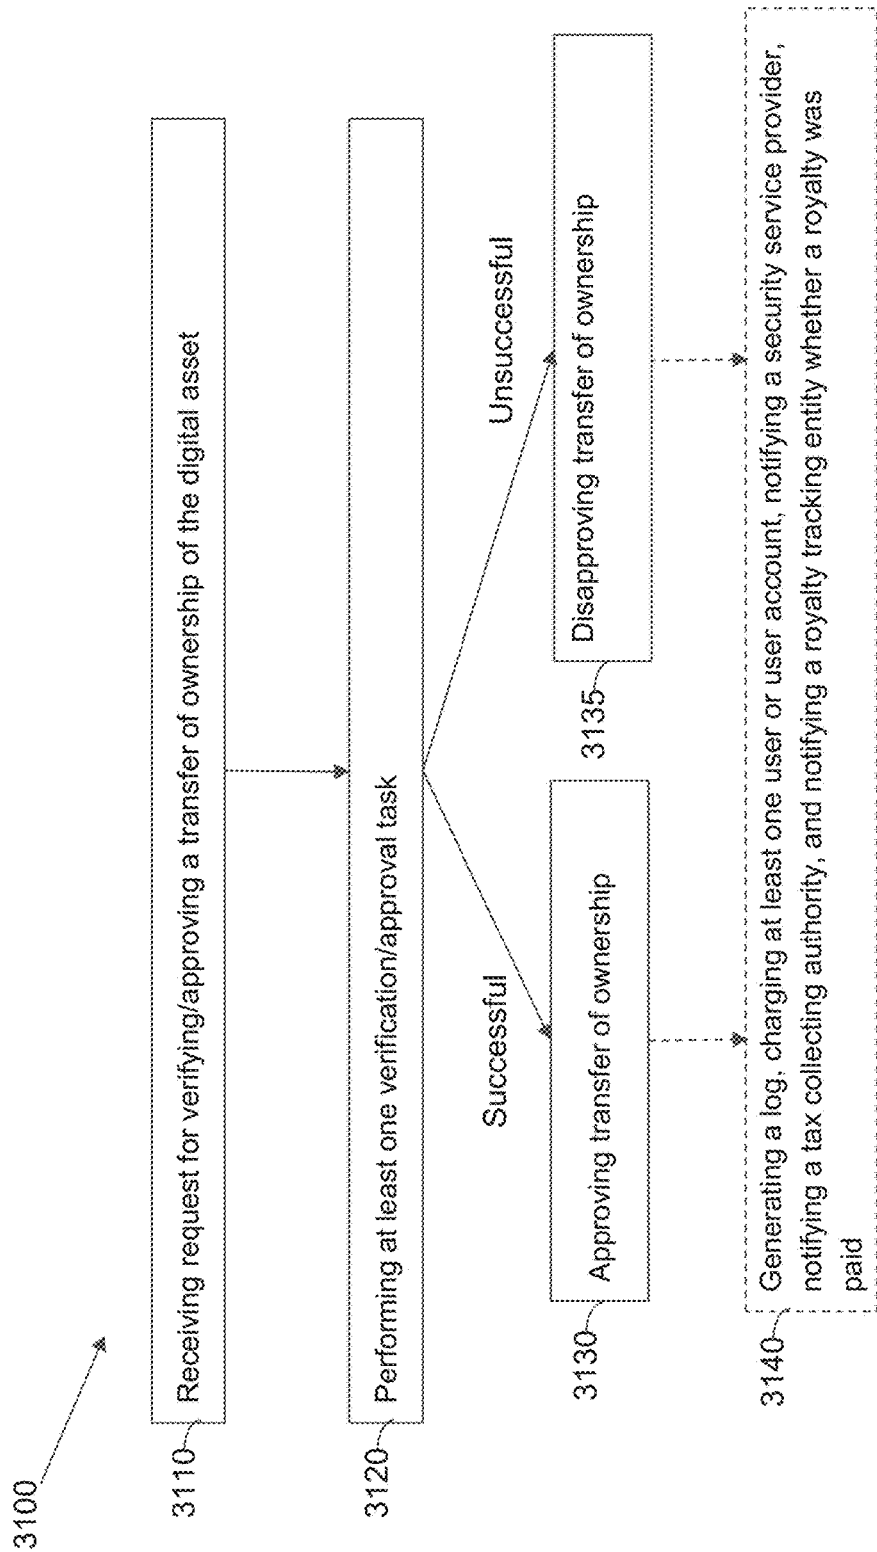 3100
3110
Receiving request for verifying/approving a transfer of ownership of the digital asset
3120
Performing at least one verification/approval task
Successful
Unsuccessful
3130
Approving transfer of ownership
3135
Disapproving transfer of ownership
3140
Generating a log, charging at least one user or user account, notifying a security service provider,
notifying a tax collecting authority, and notifying a royalty tracking entity whether a royalty was
paid